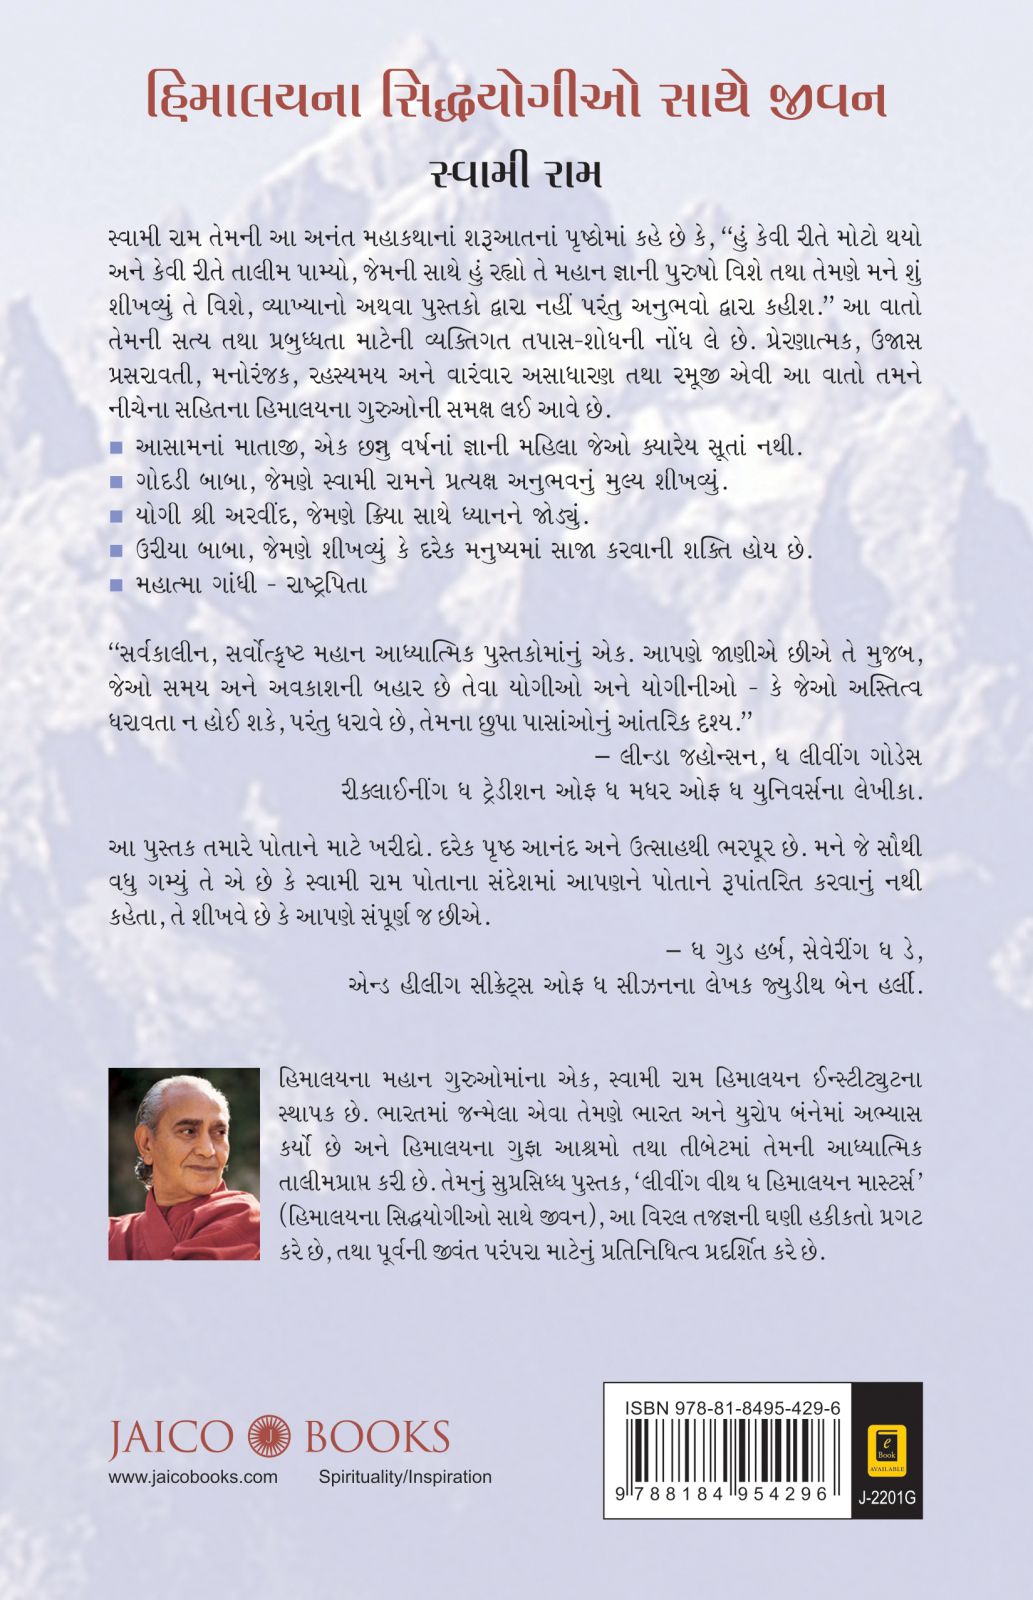 હિમાલયના સિદ્ધયોગીઓ સાથે જીવન
સ્વામી રામ
સ્વામી રામ તેમની આ અનંત મહાકથાનાં શરૂઆતનાં પૃષ્ઠોમાં કહે છે કે, “હું કેવી રીતે મોટો થયો
અને કેવી રીતે તાલીમ પામ્યો, જેમની સાથે હું રહ્યો તે મહાન જ્ઞાની પુરુષો વિશે તથા તેમણે મને શું
શીખવ્યું તે વિશે, વ્યાખ્યાનો અથવા પુસ્તકો દ્વારા નહીં પરંતુ અનુભવો દ્વારા કહીશ.” આ વાતો
તેમની સત્ય તથા પ્રબુધ્ધતા માટેની વ્યક્તિગત તપાસ-શોધની નોંધ લે છે. પ્રેરણાત્મક, ઉજાસ
પ્રસરાવતી, મનોરંજક, રહસ્યમય અને વારંવાર અસાધારણ તથા રમૂજી એવી આ વાતો તમને
નીચેના સહિતના હિમાલયના ગુરુઓની સમક્ષ લઈ આવે છે.
■ આસામનાં માતાજી, એક છન્નુ વર્ષનાં જ્ઞાની મહિલા જેઓ ક્યારેય સૂતાં નથી.
■ ગોદડી બાબા, જેમણે સ્વામી રામને પ્રત્યક્ષ અનુભવનું મુલ્ય શીખવ્યું.
■ યોગી શ્રી અરવીંદ, જેમણે ક્રિયા સાથે ધ્યાનને જોડ્યું.
■ ઉરીયા બાબા, જેમણે શીખવ્યું કે દરેક મનુષ્યમાં સાજા કરવાની શક્તિ હોય છે.
■ મહાત્મા ગાંધી - રાષ્ટ્રપિતા
“સર્વકાલીન, સર્વોત્કૃષ્ટ મહાન આધ્યાત્મિક પુસ્તકોમાંનું એક. આપણે જાણીએ છીએ તે મુજબ,
જેઓ સમય અને અવકાશની બહાર છે તેવા યોગીઓ અને યોગીનીઓ - કે જેઓ અસ્તિત્વ
ધરાવતા ન હોઈ શકે, પરંતુ ધરાવે છે, તેમના છુપા પાસાંઓનું આંતરિક દૃશ્ય.”
– લીન્ડા જહોન્સન, ધ લીવીંગ ગોડેસ
રીક્લાઈનીંગ ધ ટ્રેડીશન ઓફ ધ મધર ઓફ ધ યુનિવર્સના લેખીકા.
આ પુસ્તક તમારે પોતાને માટે ખરીદો. દરેક પૃષ્ઠ આનંદ અને ઉત્સાહથી ભરપૂર છે. મને જે સૌથી
વધુ ગમ્યું તે એ છે કે સ્વામી રામ પોતાના સંદેશમાં આપણને પોતાને રૂપાંતરિત કરવાનું નથી
કહેતા, તે શીખવે છે કે આપણે સંપૂર્ણ જ છીએ.
– ધ ગુડ હર્બ, સેવેરીંગ ધ ડે,
એન્ડ હીલીંગ સીક્રેટ્સ ઓફ ધ સીઝનના લેખક જ્યુડીથ બેન હર્લી.
હિમાલયના મહાન ગુરુઓમાંના એક, સ્વામી રામ હિમાલયન ઈન્સ્ટીટ્યુટના
સ્થાપક છે. ભારતમાં જન્મેલા એવા તેમણે ભારત અને યુરોપ બંનેમાં અભ્યાસ
કર્યો છે અને હિમાલયના ગુફા આશ્રમો તથા તીબેટમાં તેમની આધ્યાત્મિક
તાલીમપ્રાપ્ત કરી છે. તેમનું સુપ્રસિધ્ધ પુસ્તક, ‘લીવીંગ વીથ ધ હિમાલયન માસ્ટર્સ’
(હિમાલયના સિદ્ધયોગીઓ સાથે જીવન), આ વિરલ તજજ્ઞની ઘણી હકીકતો પ્રગટ
કરે છે, તથા પૂર્વની જીવંત પરંપરા માટેનું પ્રતિનિધિત્વ પ્રદર્શિત કરે છે.
JAICO J BOOKS
www.jaicobooks.com Spirituality/Inspiration
ISBN 978-81-8495-429-6
9 788184 954296
e
Book
AVAILABLE
J-2201G